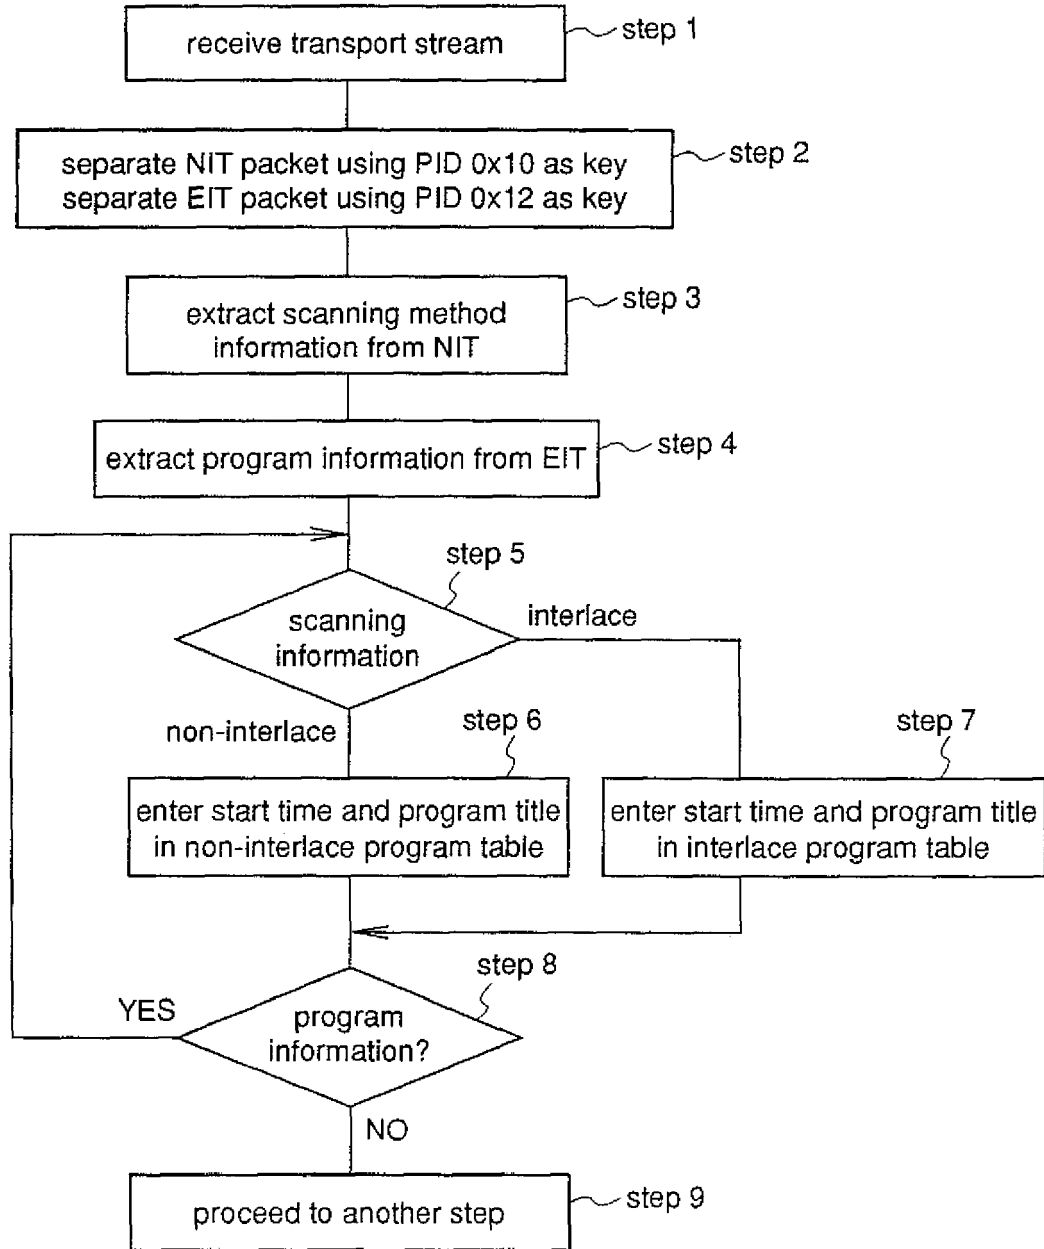 receive transport stream
step 1
separate NIT packet using PID 0x10 as key
separate EIT packet using PID 0x12 as key
step 2
extract scanning method
information from NIT
step 3
extract program information from EIT
step 4
step 5
scanning
information
interlace
non-interlace
step 6
step 7
enter start time and program title
in non-interlace program table
enter start time and program title
in interlace program table
step 8
YES
program
information?
NO
proceed to another step
step 9